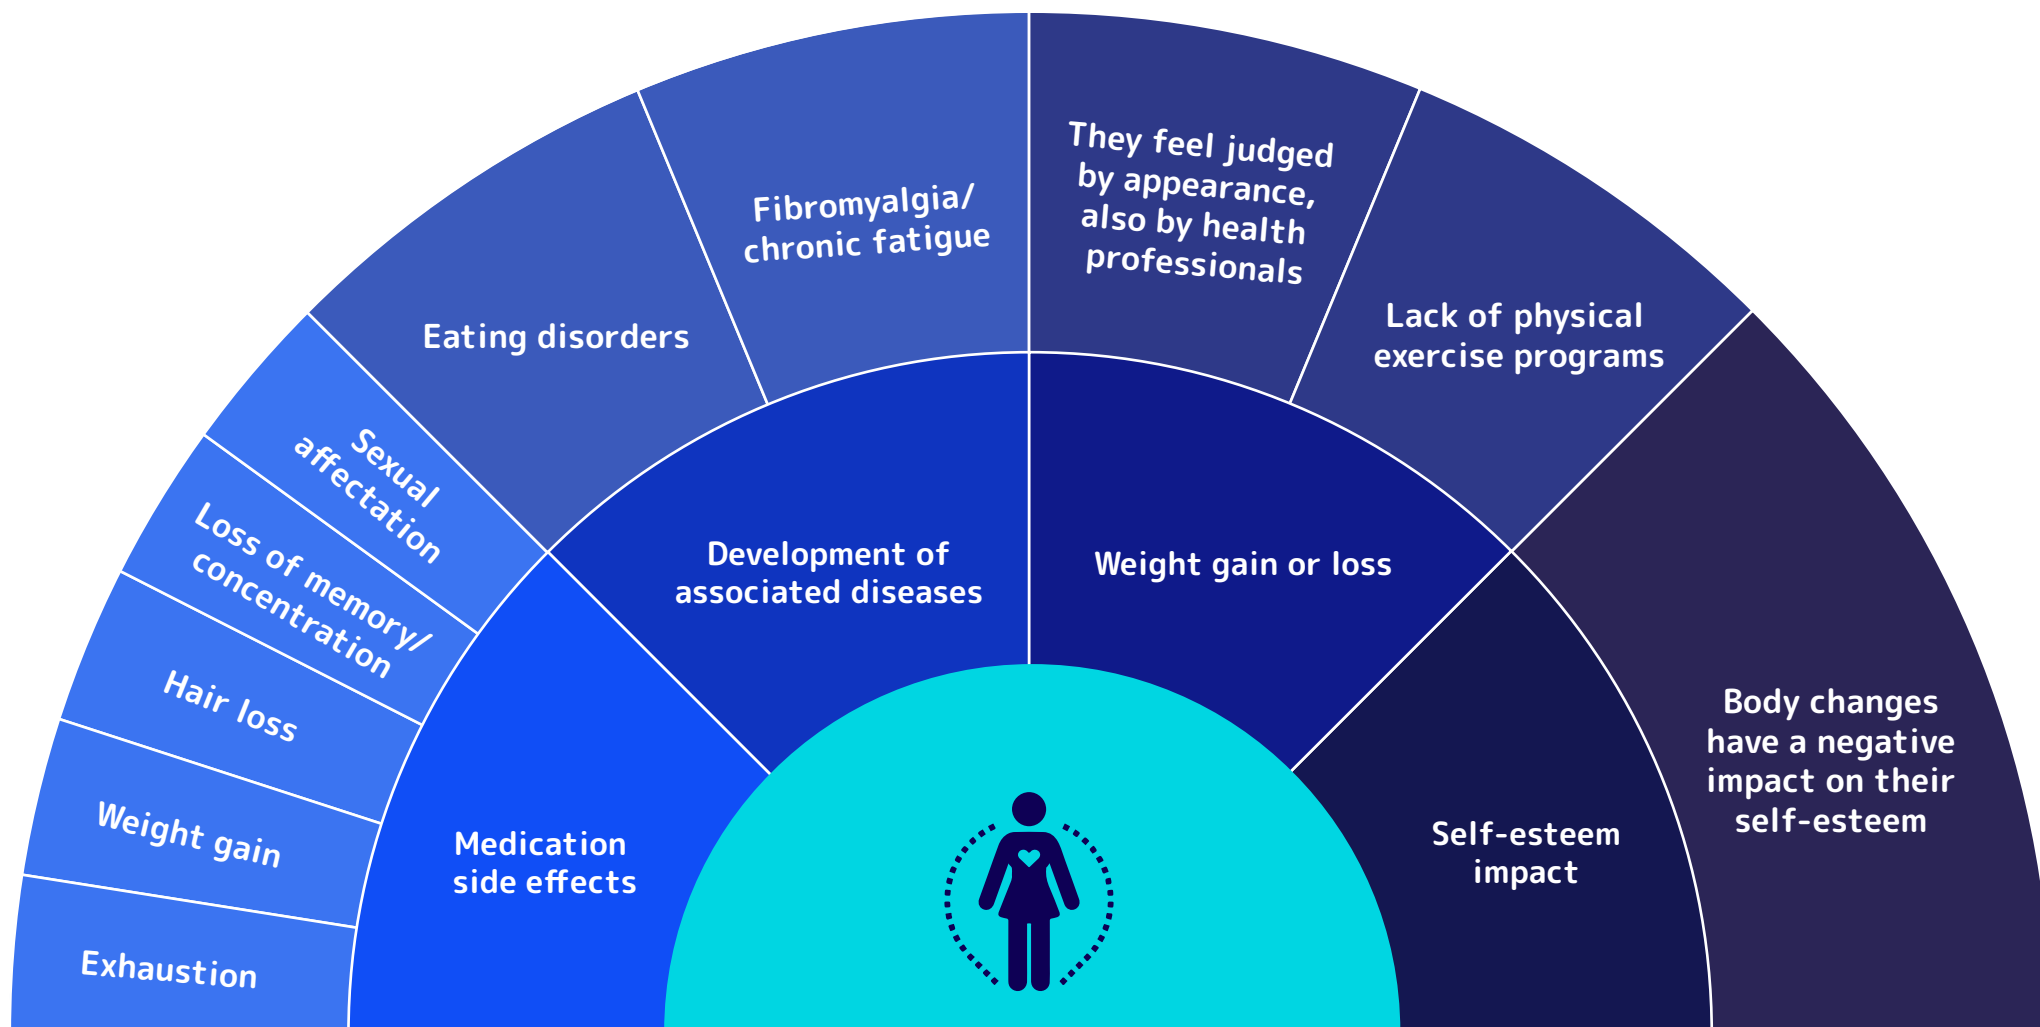 They feel judged
by appearance,
also by health
professionals
Fibromyalgia/
chronic fatigue
Lack of physical
exercise programs
Eating disorders
Sexual
affectation
Loss of memory/
concentration
Hair loss
Weight gain
Exhaustion
Development of
associated diseases
Weight gain or loss
Medication
side effects
Self-esteem
impact
Body changes
have a negative
impact on their
self-esteem